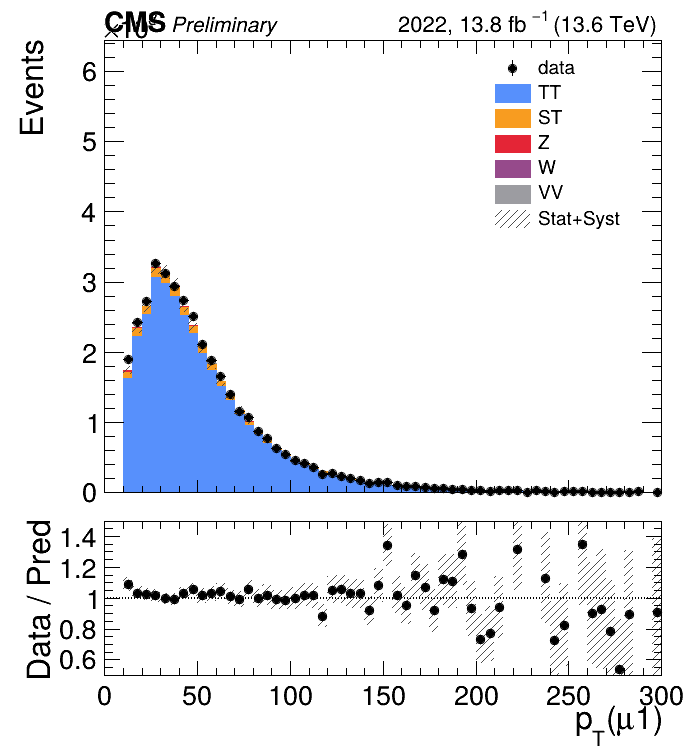 CMS Preliminary 2022, 13.8 fb⁻¹ (13.6 TeV)
Events
6
5
4
3
2
1
0
data
TT
ST
Z
W
VV
Stat+Syst
Data / Pred
1.4
1.2
1
0.8
0.6
0 50 100 150 200 250 300
p_T(μ1)